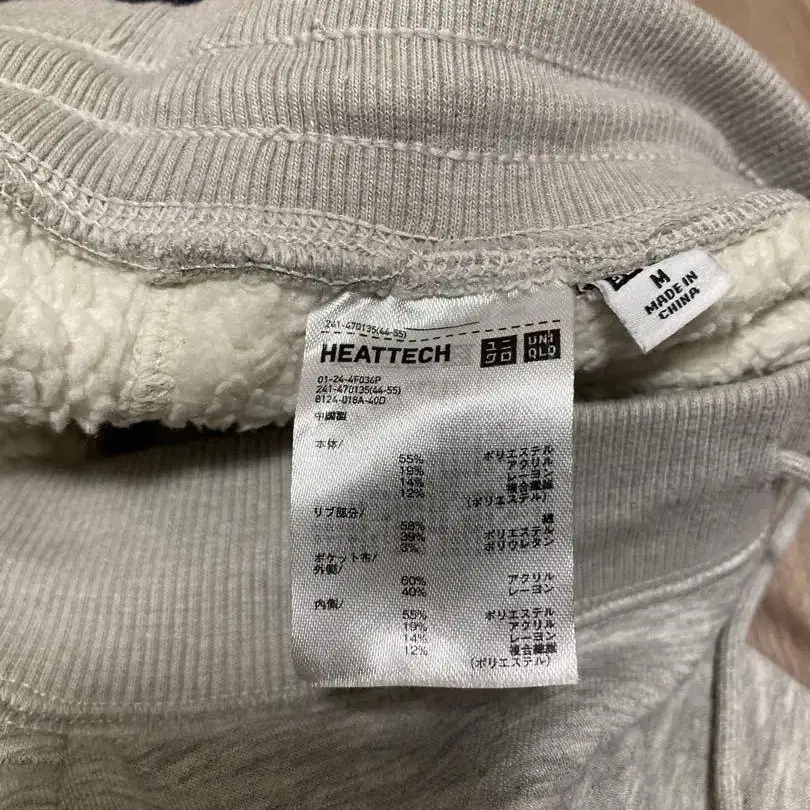 241-470135(44-55)
HEATTECH ユニクロ UNIQLO
01-24-4F036P
241-470135(44-55)
8124-018A-40D
中国製
本体/
55% ポリエステル
19% アクリル
14% レーヨン
12% 複合繊維
(ポリエステル)
リブ部分/
58% 綿
39% ポリエステル
3% ポリウレタン
ポケット布/
外側/
60% アクリル
40% レーヨン
内側/
55% ポリエステル
19% アクリル
14% レーヨン
12% 複合繊維
(ポリエステル)
M
MADE IN
CHINA